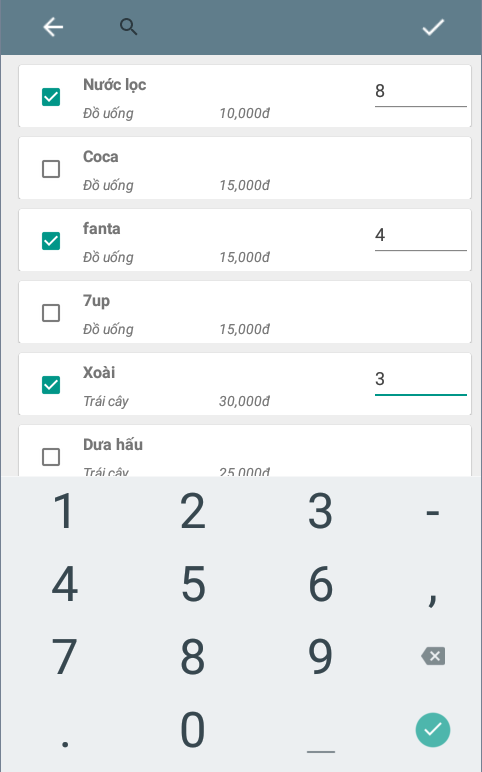 Nước lọc
8
Đồ uống 10,000đ
Coca
Đồ uống 15,000đ
fanta
4
Đồ uống 15,000đ
7up
Đồ uống 15,000đ
Xoài
3
Trái cây 30,000đ
Dưa hấu
Trái cây 25,000đ
1 2 3 -
4 5 6 ,
7 8 9
. 0 _